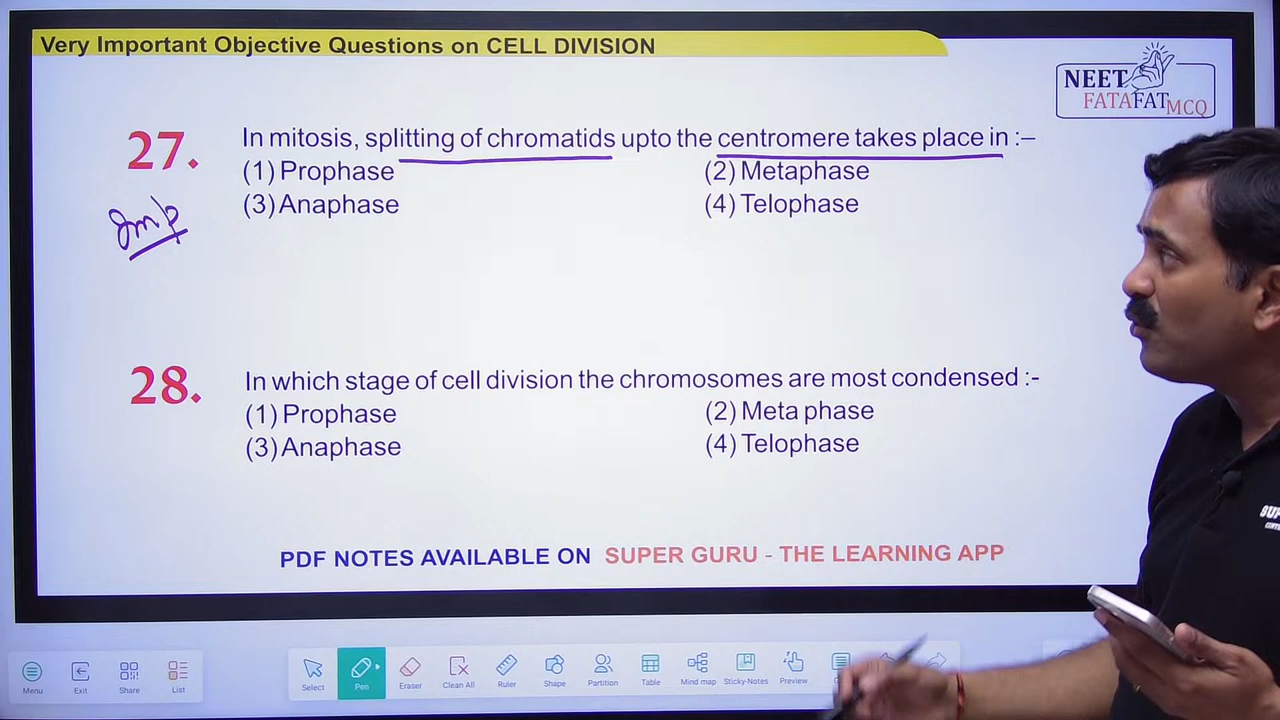 Very Important Objective Questions on CELL DIVISION
NEET
FATAFAT MCQ
27. In mitosis, splitting of chromatids upto the centromere takes place in :–
(1) Prophase (2) Metaphase
(3) Anaphase (4) Telophase
Imp
28. In which stage of cell division the chromosomes are most condensed :-
(1) Prophase (2) Meta phase
(3) Anaphase (4) Telophase
PDF NOTES AVAILABLE ON SUPER GURU - THE LEARNING APP
Menu Exit Share List Select Pen Eraser Clean All Ruler Shape Partition Table Mind map Sticky-Notes Preview